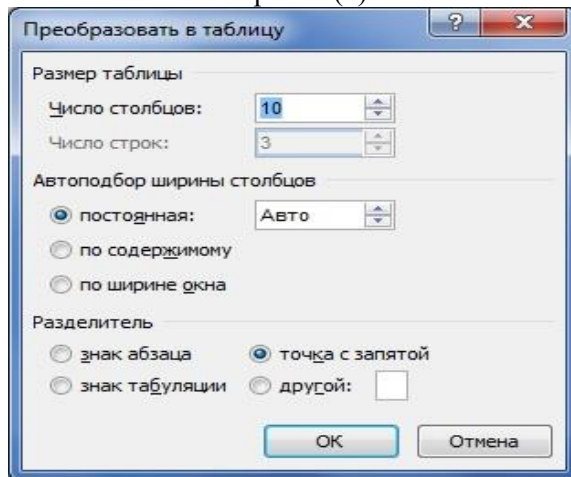 Преобразовать в таблицу
Размер таблицы
Число столбцов: 10
Число строк: 3
Автоподбор ширины столбцов
постоянная: Авто
по содержимому
по ширине окна
Разделитель
знак абзаца точка с запятой
знак табуляции другой:
ОК Отмена